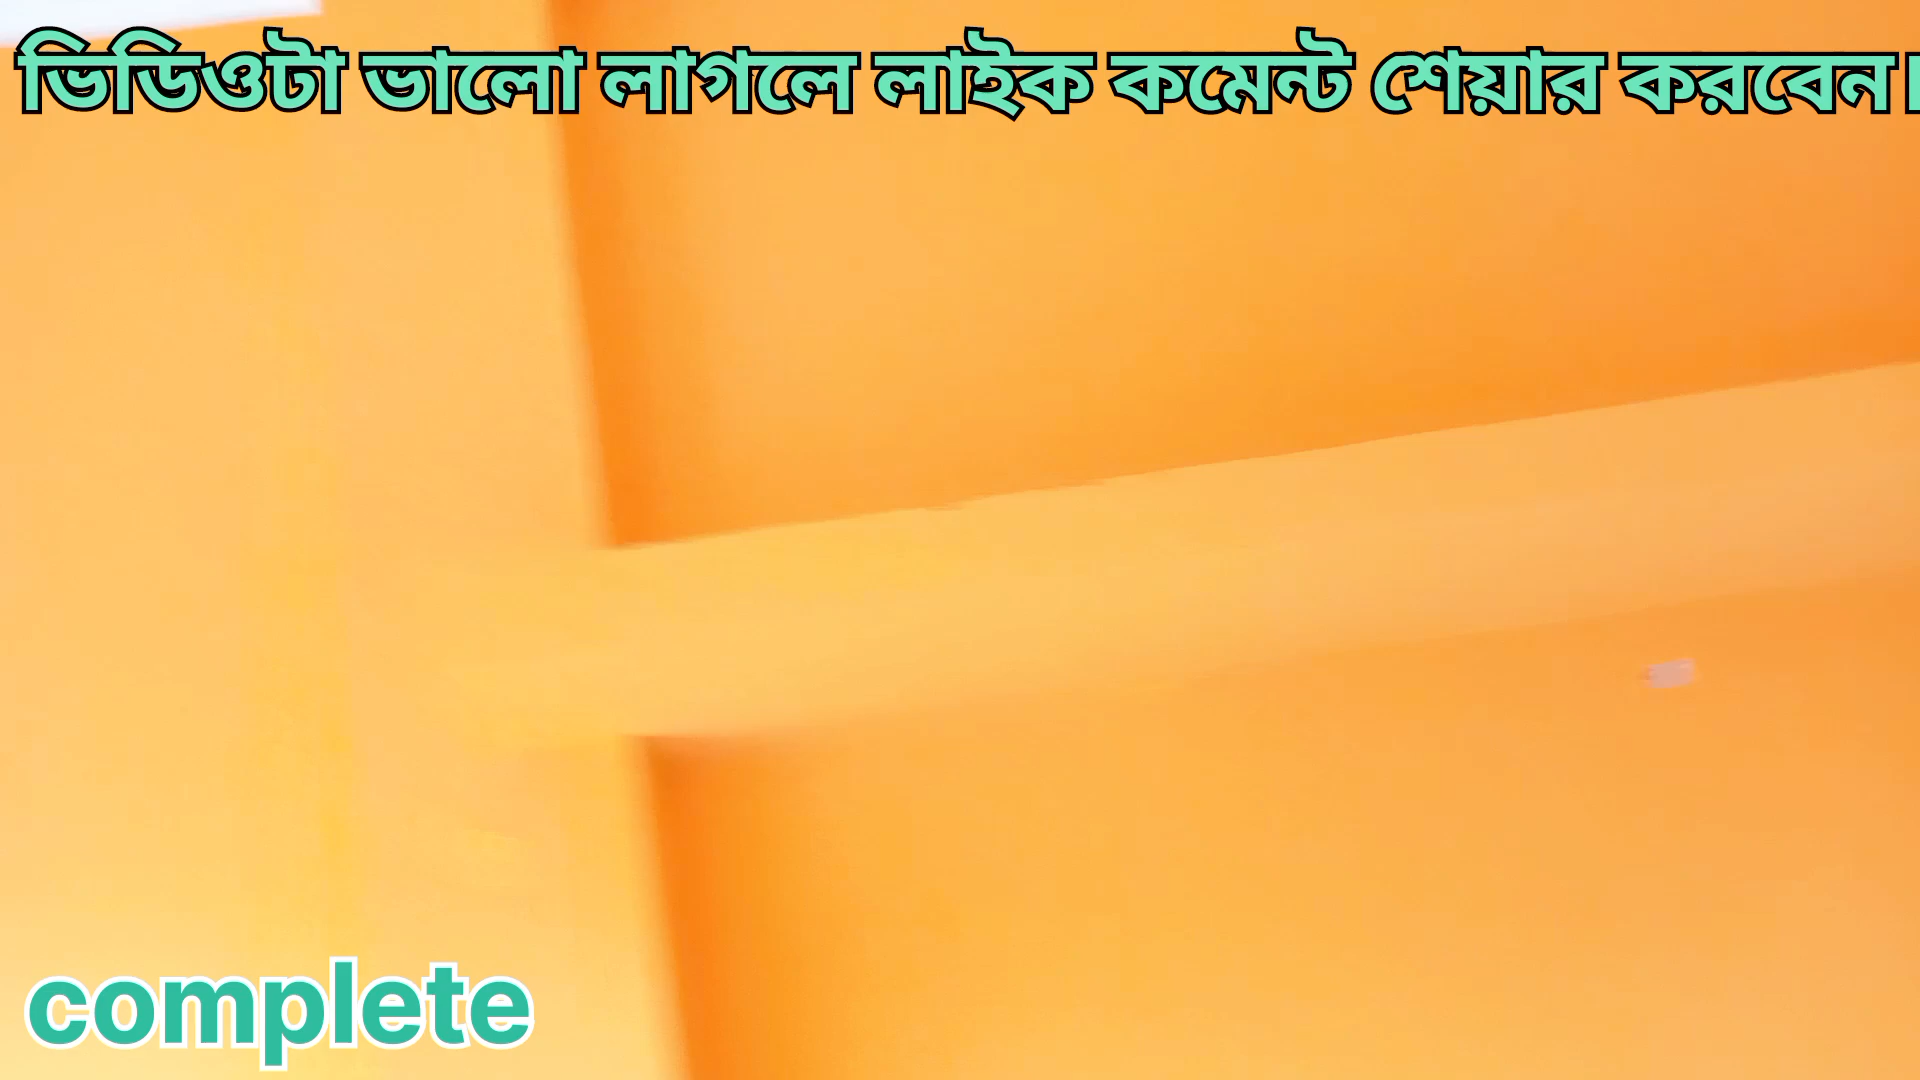 ভিডিওটা ভালো লাগলে লাইক কমেন্ট শেয়ার করবেন।
complete